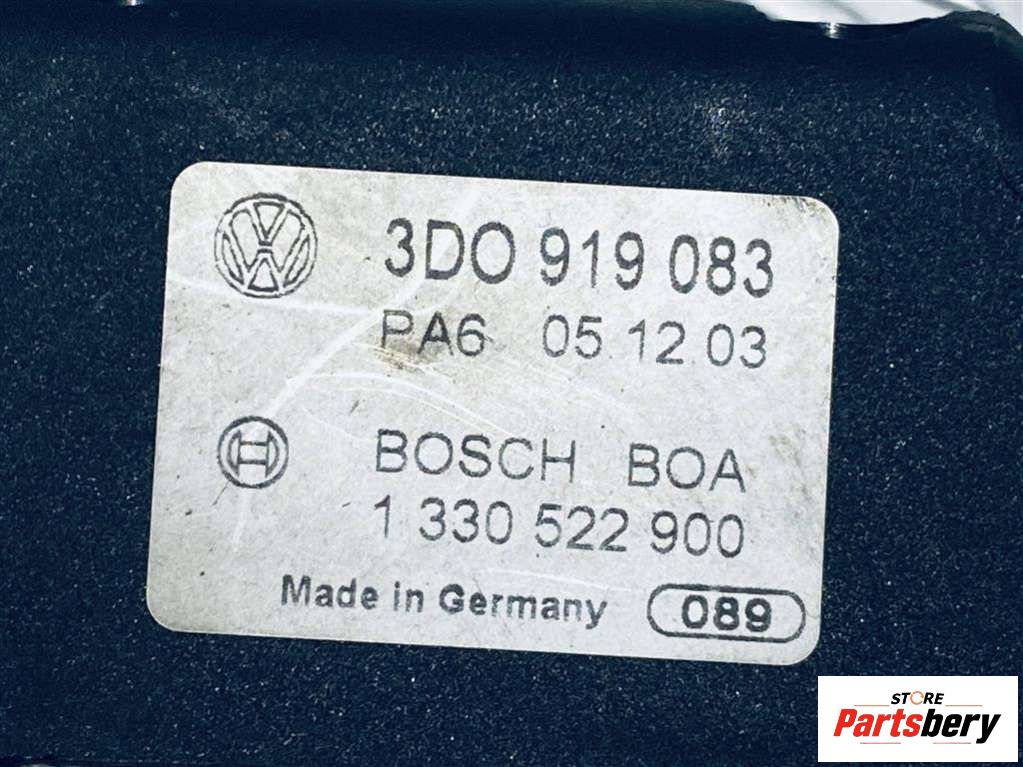 3D0 919 083
PA6 05.12.03
BOSCH BOA
1 330 522 900
Made in Germany 089
STORE
Partsbery